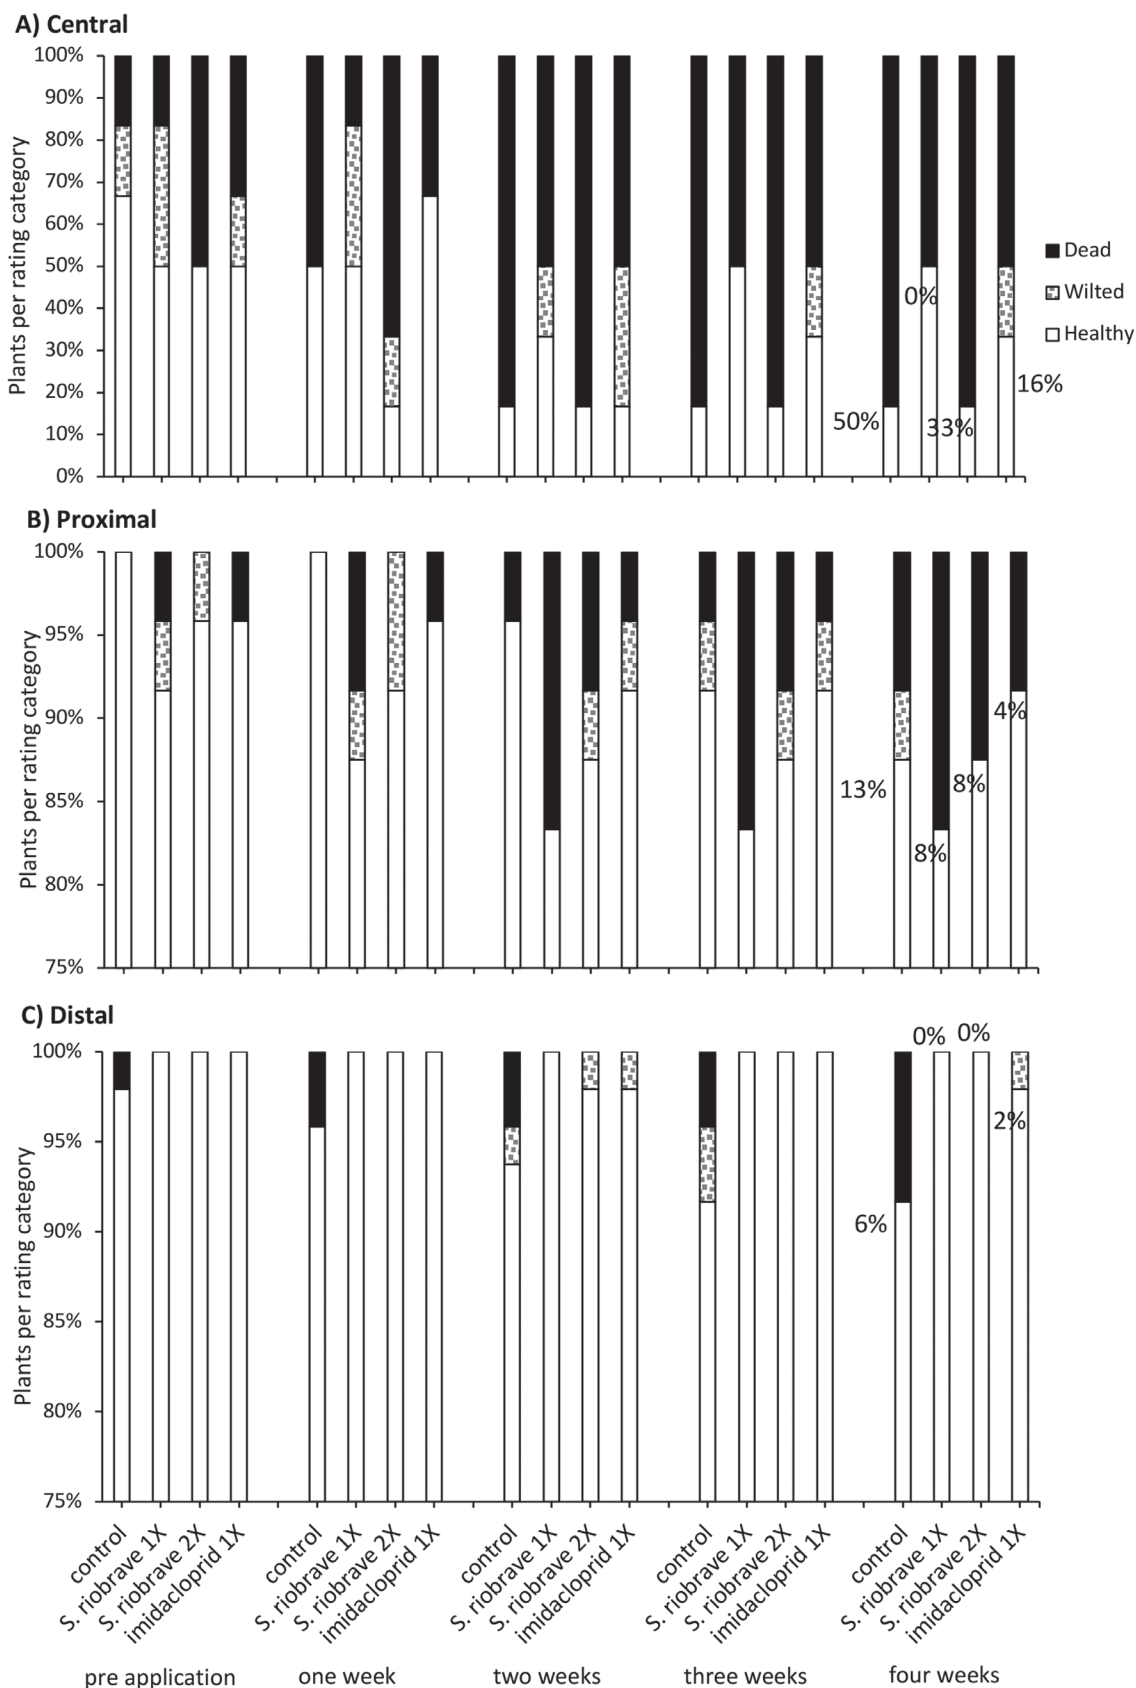 A) Central
100%
90%
80%
70%
60%
50%
40%
30%
20%
10%
0%
Plants per rating category
Dead
Wilted
Healthy
0%
16%
50%
33%
B) Proximal
100%
95%
90%
85%
80%
75%
Plants per rating category
4%
13%
8%
8%
C) Distal
100%
95%
90%
85%
80%
75%
Plants per rating category
0%
0%
2%
6%
control
S. riobrave 1X
S. riobrave 2X
imidacloprid 1X
control
S. riobrave 1X
S. riobrave 2X
imidacloprid 1X
control
S. riobrave 1X
S. riobrave 2X
imidacloprid 1X
control
S. riobrave 1X
S. riobrave 2X
imidacloprid 1X
control
S. riobrave 1X
S. riobrave 2X
imidacloprid 1X
pre application one week two weeks three weeks four weeks